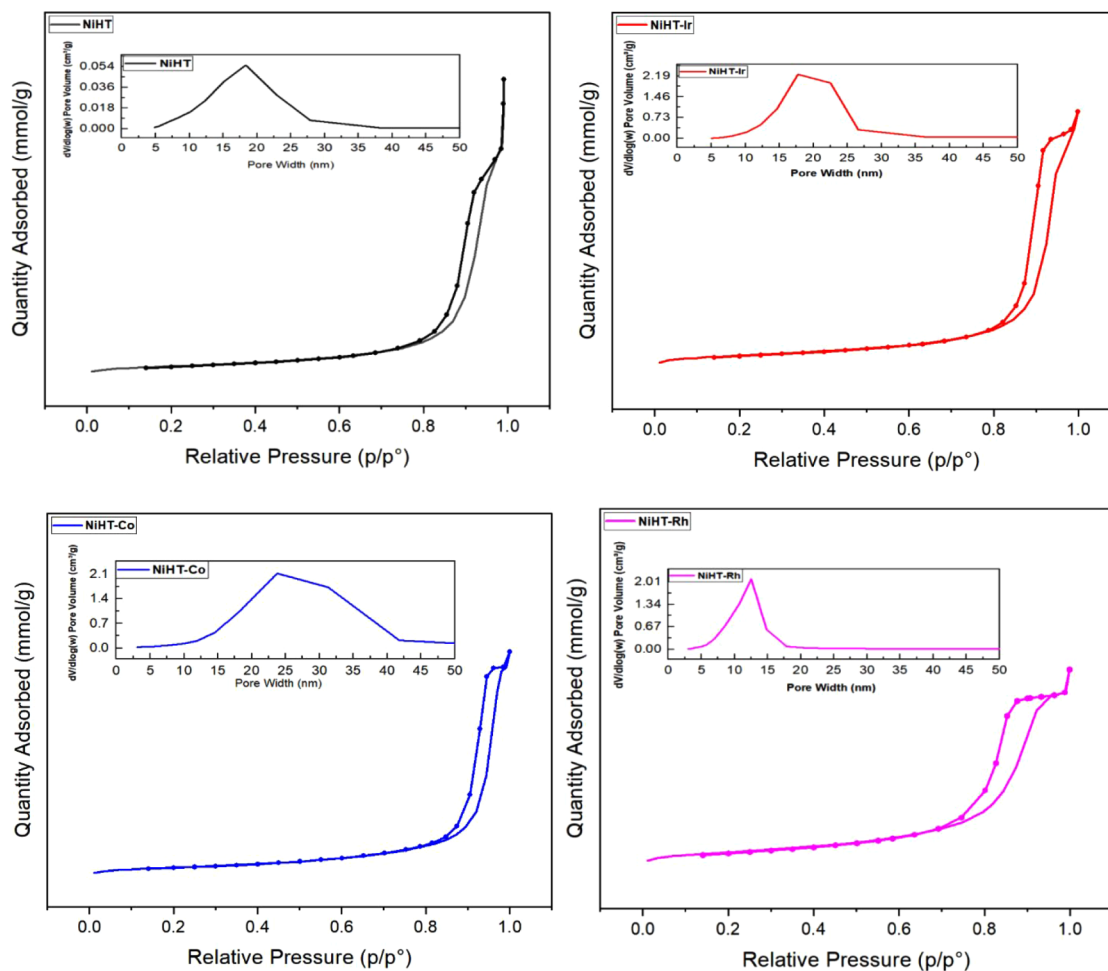 NiHT
NiHT
dV/dlog(w) Pore Volume (cm³/g)
0.054
0.036
0.018
0.000
0 5 10 15 20 25 30 35 40 45 50
Pore Width (nm)
Quantity Adsorbed (mmol/g)
0.0 0.2 0.4 0.6 0.8 1.0
Relative Pressure (p/p°)
NiHT-Ir
NiHT-Ir
dV/dlog(w) Pore Volume (cm³/g)
2.19
1.46
0.73
0.00
0 5 10 15 20 25 30 35 40 45 50
Pore Width (nm)
Quantity Adsorbed (mmol/g)
0.0 0.2 0.4 0.6 0.8 1.0
Relative Pressure (p/p°)
NiHT-Co
NiHT-Co
dV/dlog(w) Pore Volume (cm³/g)
2.1
1.4
0.7
0.0
0 5 10 15 20 25 30 35 40 45 50
Pore Width (nm)
Quantity Adsorbed (mmol/g)
0.0 0.2 0.4 0.6 0.8 1.0
Relative Pressure (p/p°)
NiHT-Rh
NiHT-Rh
dV/dlog(w) Pore Volume (cm³/g)
2.01
1.34
0.67
0.00
0 5 10 15 20 25 30 35 40 45 50
Pore Width (nm)
Quantity Adsorbed (mmol/g)
0.0 0.2 0.4 0.6 0.8 1.0
Relative Pressure (p/p°)